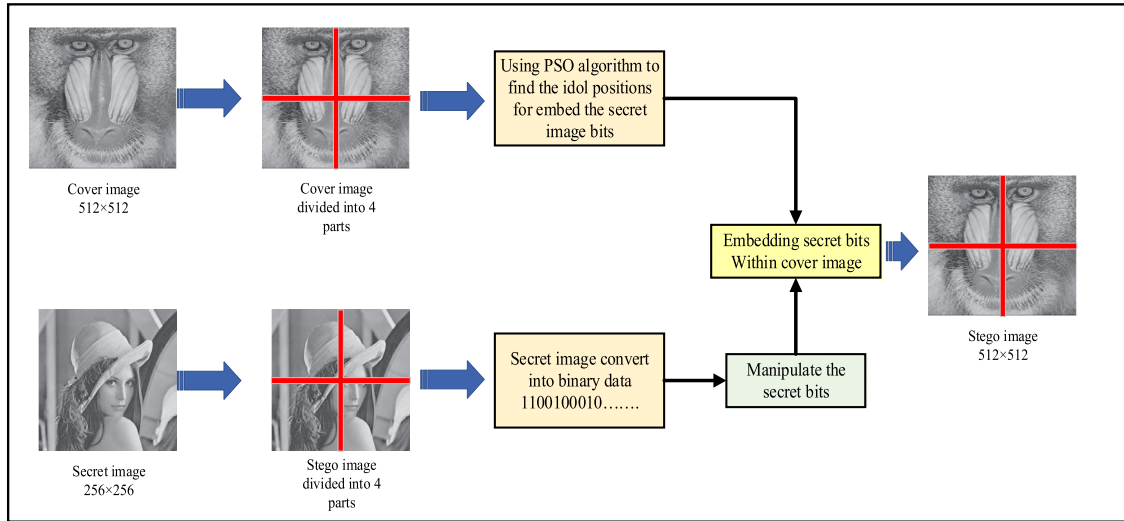 Cover image
512×512
Cover image
divided into 4
parts
Using PSO algorithm to
find the idol positions
for embed the secret
image bits
Embedding secret bits
Within cover image
Stego image
512×512
Secret image
256×256
Stego image
divided into 4
parts
Secret image convert
into binary data
1100100010…….
Manipulate the
secret bits